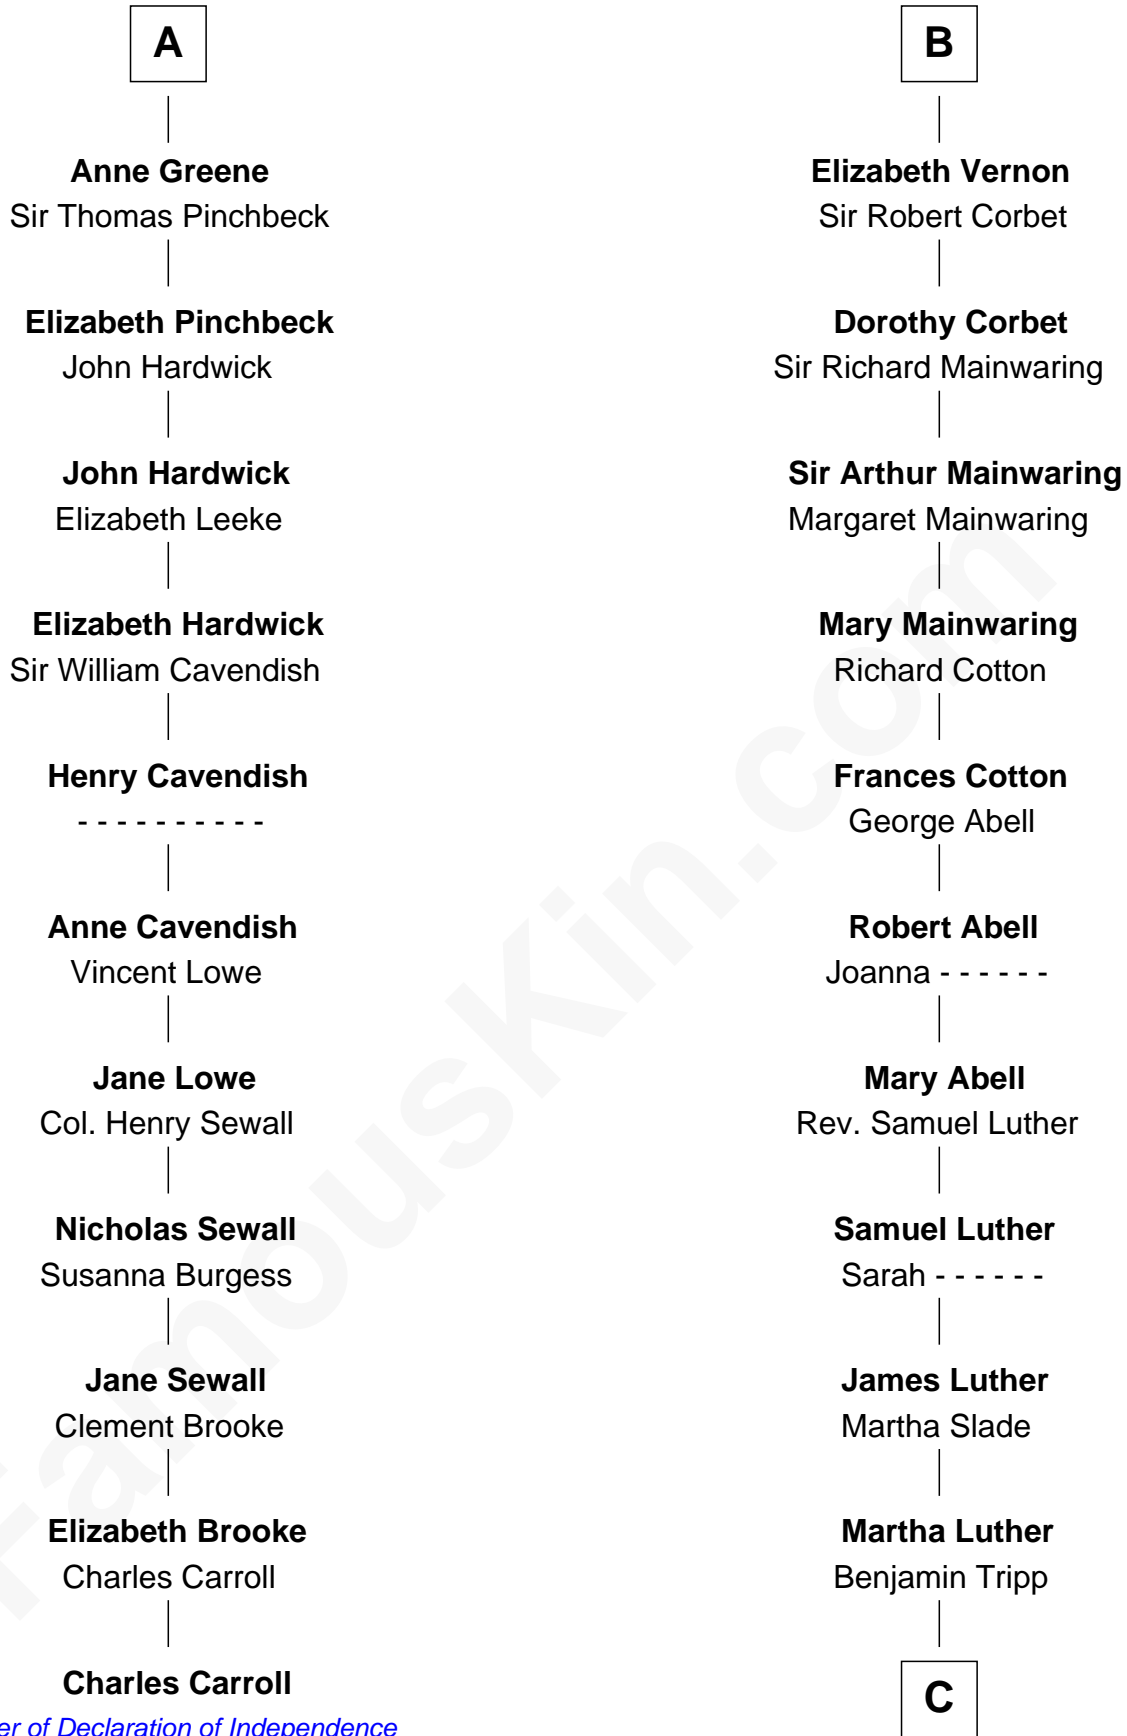 A
Anne Greene
Sir Thomas Pinchbeck
Elizabeth Pinchbeck
John Hardwick
John Hardwick
Elizabeth Leeke
Elizabeth Hardwick
Sir William Cavendish
Henry Cavendish
- - - - - - - - - -
Anne Cavendish
Vincent Lowe
Jane Lowe
Col. Henry Sewall
Nicholas Sewall
Susanna Burgess
Jane Sewall
Clement Brooke
Elizabeth Brooke
Charles Carroll
Charles Carroll
er of Declaration of Independence
B
Elizabeth Vernon
Sir Robert Corbet
Dorothy Corbet
Sir Richard Mainwaring
Sir Arthur Mainwaring
Margaret Mainwaring
Mary Mainwaring
Richard Cotton
Frances Cotton
George Abell
Robert Abell
Joanna - - - - - -
Mary Abell
Rev. Samuel Luther
Samuel Luther
Sarah - - - - - -
James Luther
Martha Slade
Martha Luther
Benjamin Tripp
C
FamousKin.com